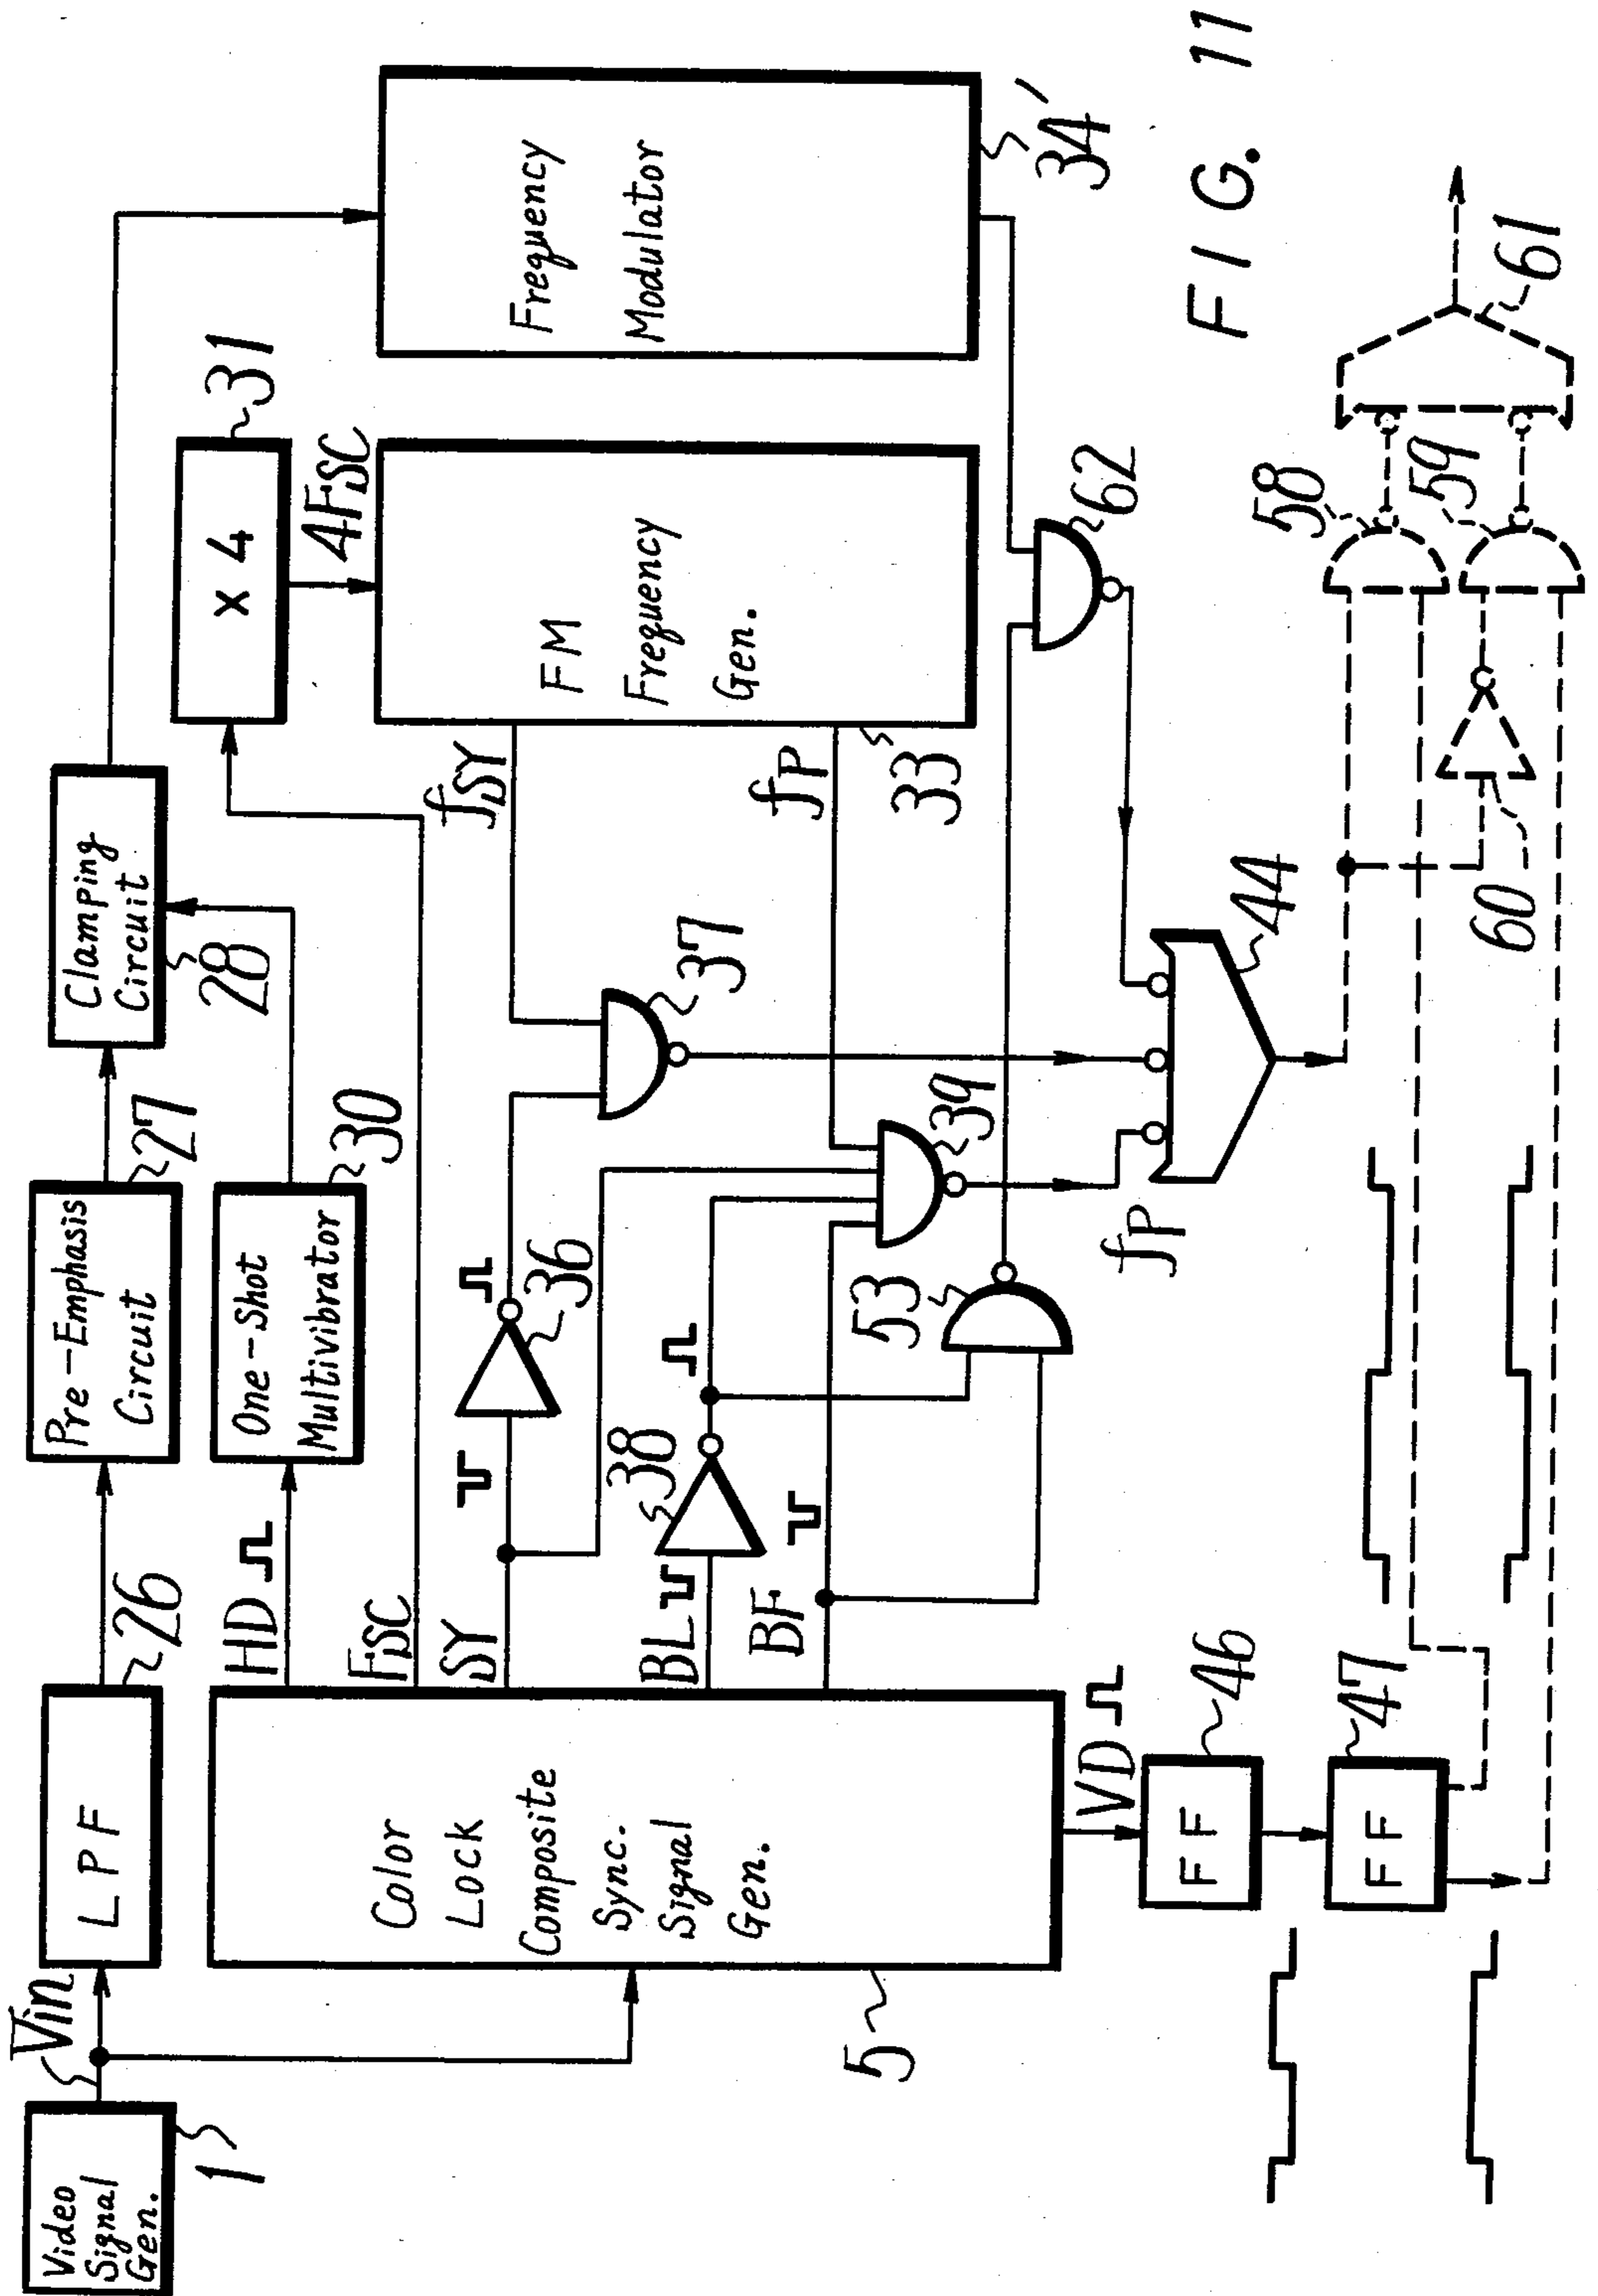 Video
Signal
Gen.
1
Vin
LPF
26
Pre-Emphasis
Circuit
27
Clamping
Circuit
28
HD
One-Shot
Multivibrator
30
x 4
31
4FSC
FSC
Color
Lock
Composite
Sync.
Signal
Gen.
5
SY
36
BL
38
BF
37
39
53
fSY
fP
FM
Frequency
Gen.
33
Frequency
Modulator
34'
62
fP
44
VD
FF
46
FF
47
60
58
59
61
FIG. 11